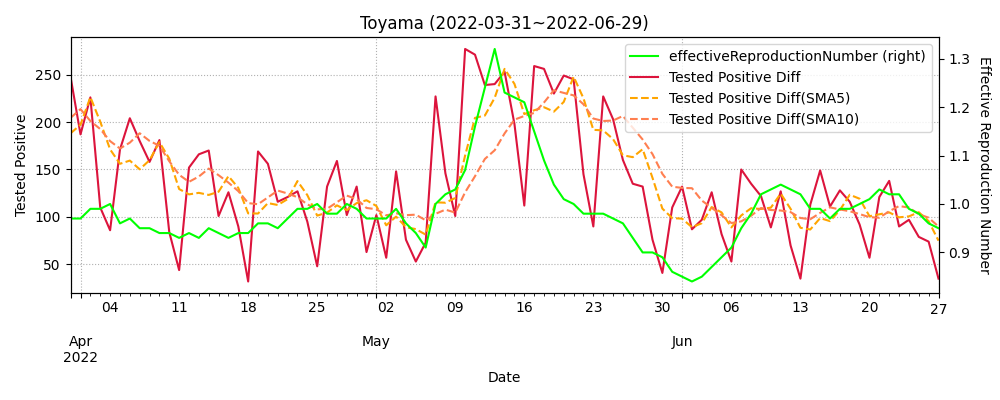 Toyama (2022-03-31~2022-06-29)
effectiveReproductionNumber (right)
Tested Positive Diff
Tested Positive Diff(SMA5)
Tested Positive Diff(SMA10)
Tested Positive
250
200
150
100
50
Effective Reproduction Number
1.3
1.2
1.1
1.0
0.9
04 11 18 25 02 09 16 23 30 06 13 20 27
Apr May Jun
2022
Date